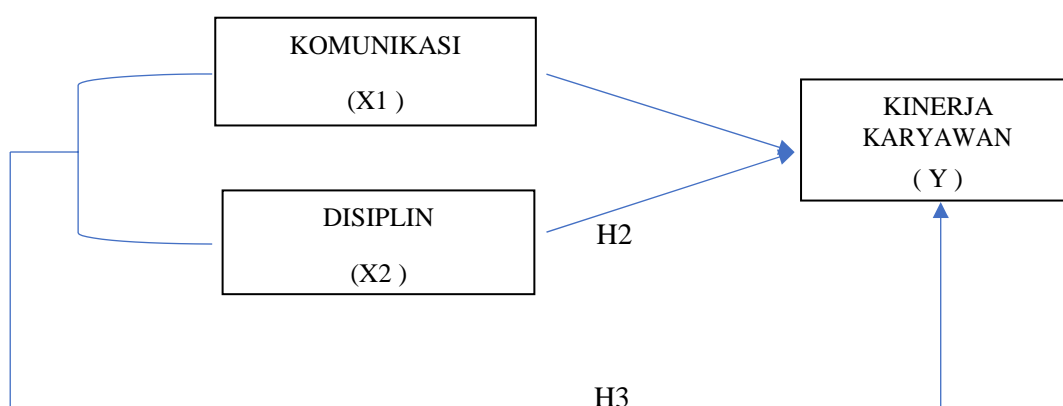 KOMUNIKASI
(X1 )
KINERJA
KARYAWAN
( Y )
DISIPLIN
(X2 )
H2
H3